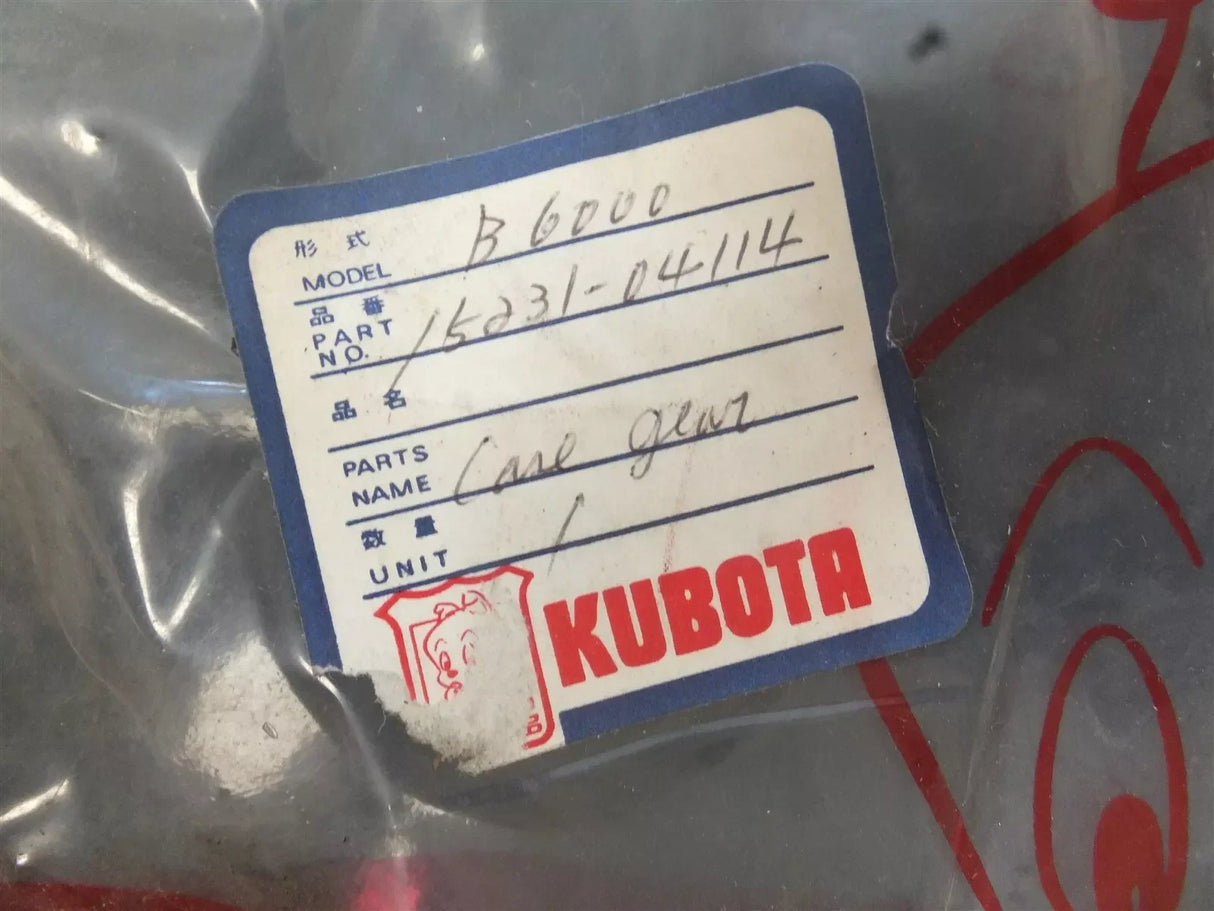 形 式
MODEL B6000
品 番
PART NO. 15231-04114
品 名
PARTS NAME Case gear
数 量
UNIT 1
KUBOTA